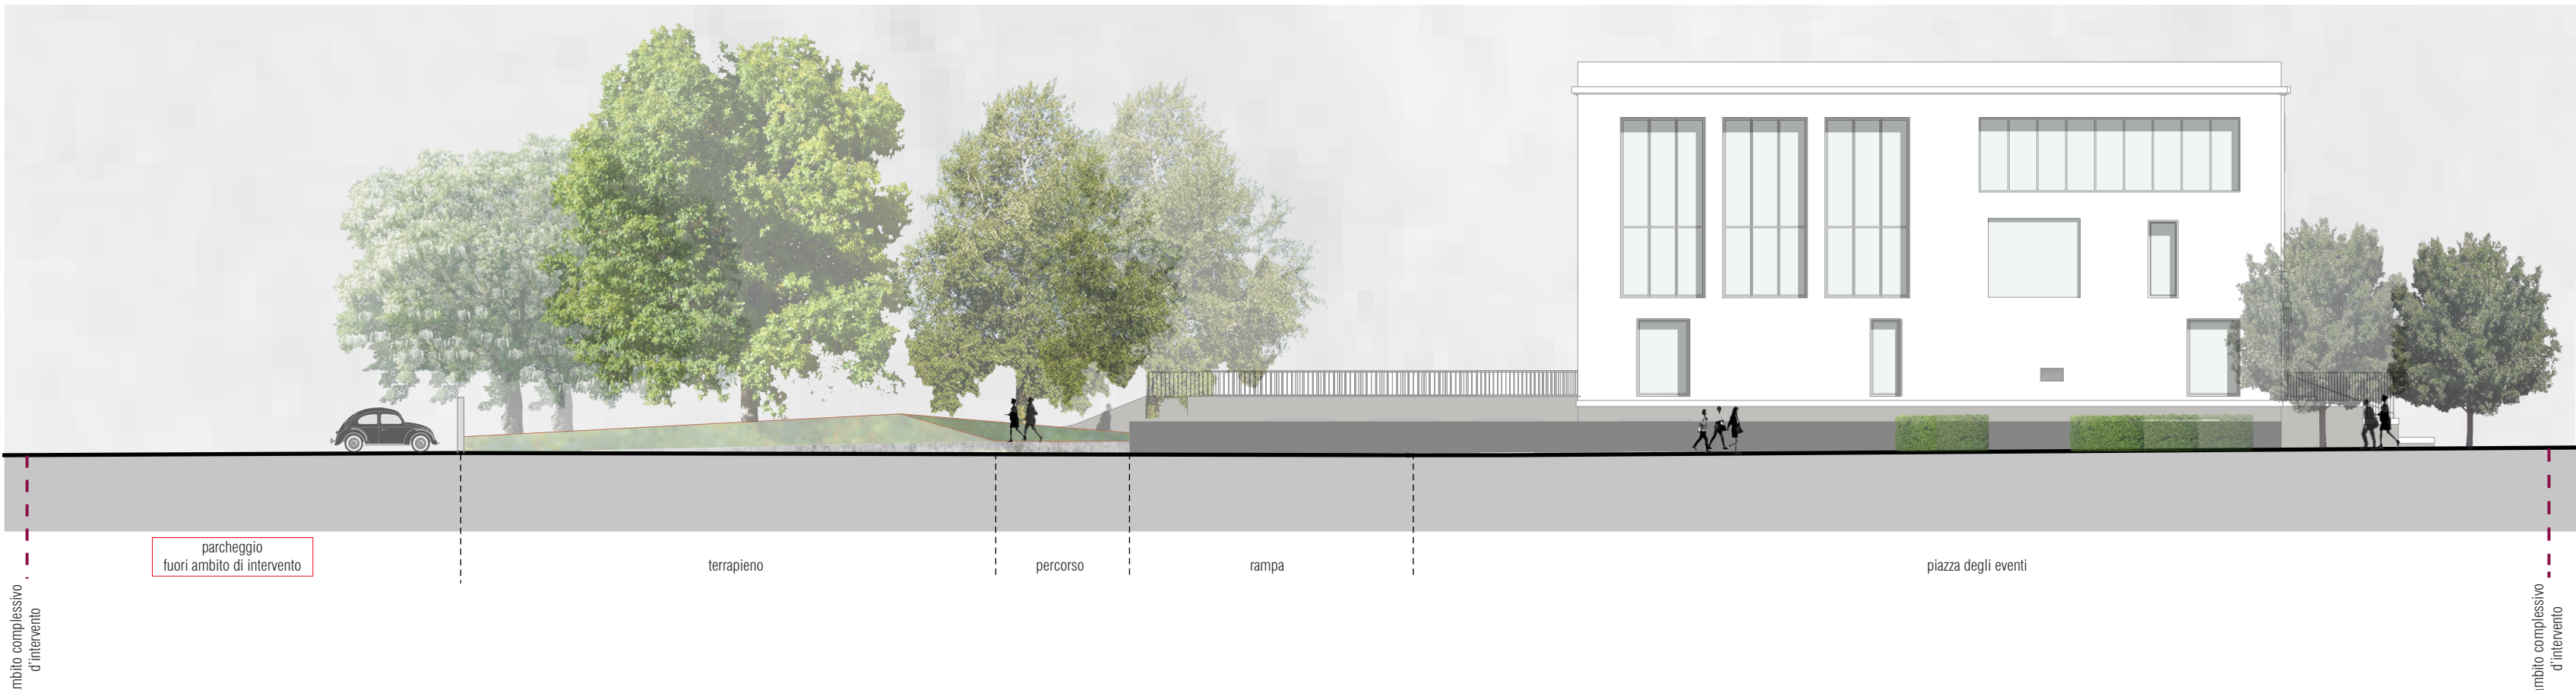 parcheggio
fuori ambito di intervento
terrapieno
percorso
rampa
piazza degli eventi
mbito complessivo
d'intervento
mbito complessivo
d'intervento